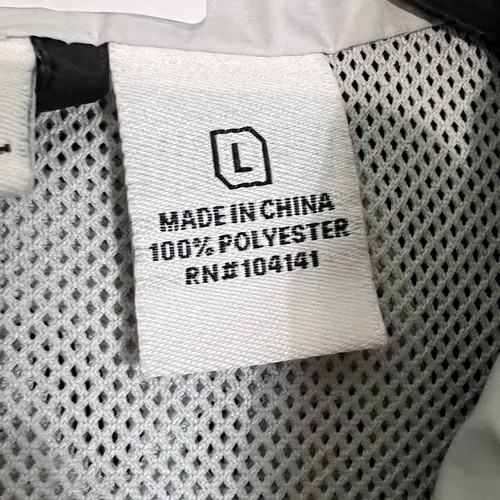 L
MADE IN CHINA
100% POLYESTER
RN#104141